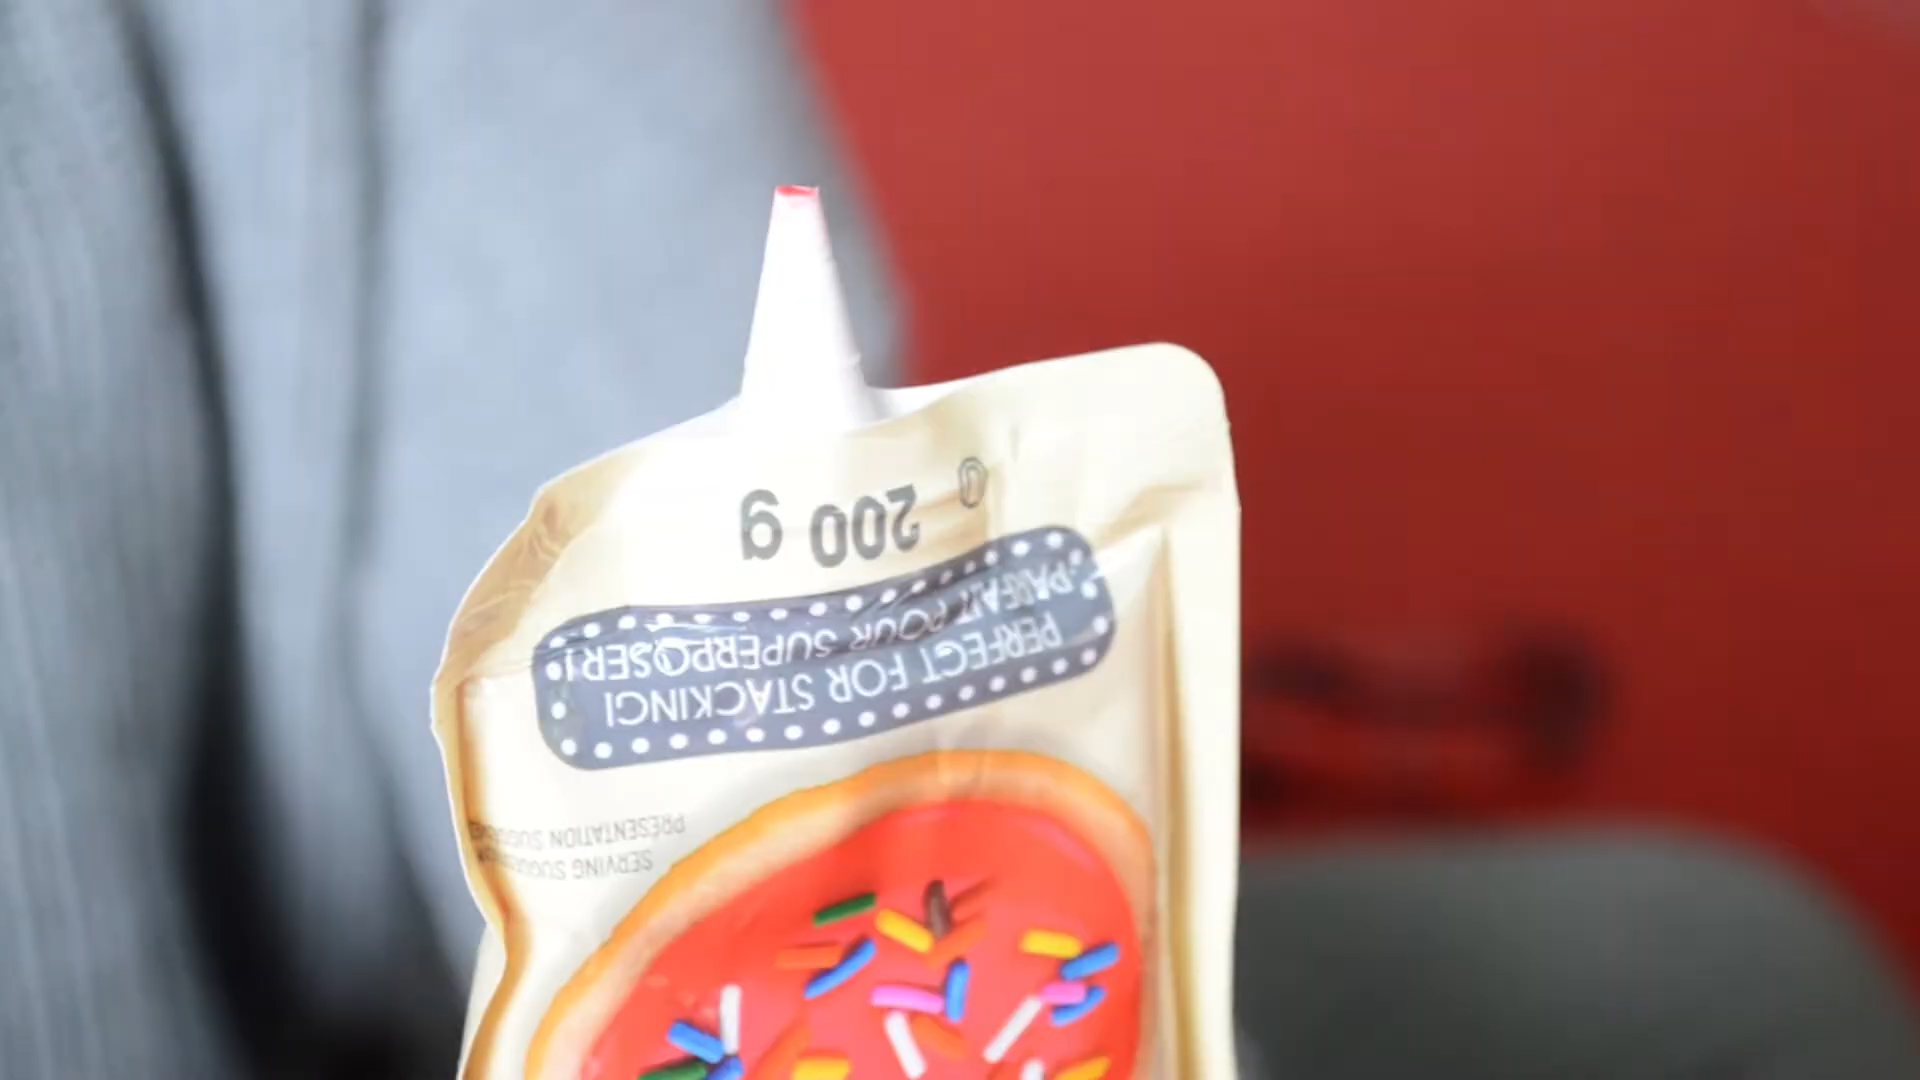 SERVING SUGGESTION
PRESENTATION SUGGÉRÉE
PERFECT FOR STACKING!
PARFAIT POUR SUPERPOSER!
200 g